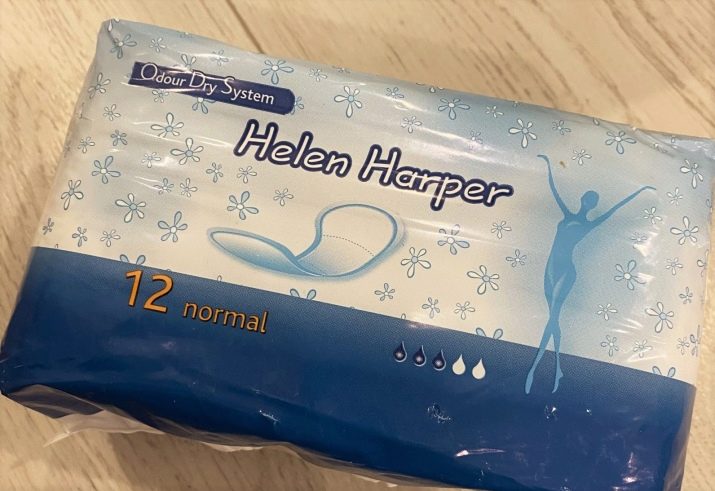 Odour Dry System
Helen Harper
12 normal